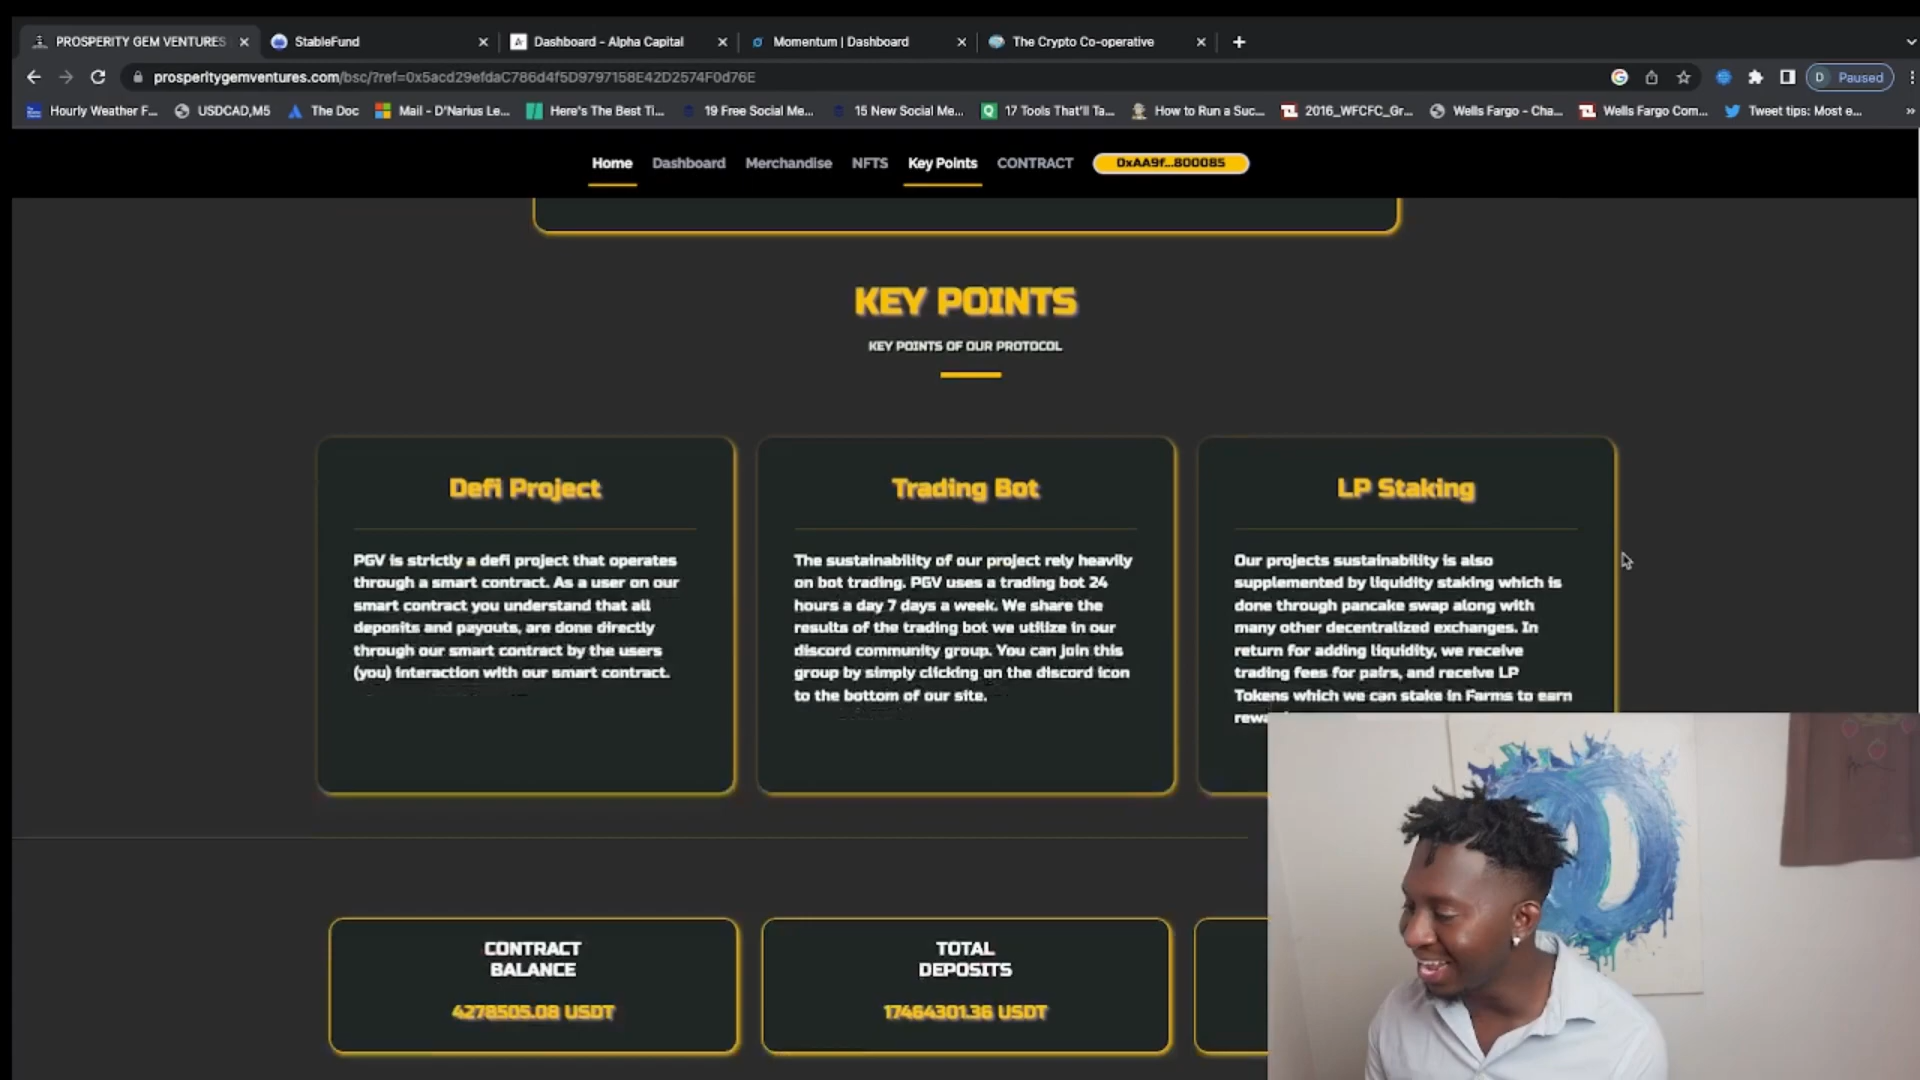 PROSPERITY GEM VENTURES
StableFund
Dashboard - Alpha Capital
Momentum | Dashboard
The Crypto Co-operative
prosperitygemventures.com/bsc/?ref=0x5acd29efdaC786d4f5D9797158E42D2574F0d76E
D Paused
Hourly Weather F...
USDCAD,M5
The Doc
Mail - D'Narius Le...
Here's The Best Ti...
19 Free Social Me...
15 New Social Me...
17 Tools That'll Ta...
How to Run a Suc...
2016_WFCFC_Gr...
Wells Fargo - Cha...
Wells Fargo Com...
Tweet tips: Most e...
Home
Dashboard
Merchandise
NFTS
Key Points
CONTRACT
0xAA9f...800085
KEY POINTS
KEY POINTS OF OUR PROTOCOL
Defi Project
PGV is strictly a defi project that operates
through a smart contract. As a user on our
smart contract you understand that all
deposits and payouts, are done directly
through our smart contract by the users
(you) interaction with our smart contract.
Trading Bot
The sustainability of our project rely heavily
on bot trading. PGV uses a trading bot 24
hours a day 7 days a week. We share the
results of the trading bot we utilize in our
discord community group. You can join this
group by simply clicking on the discord icon
to the bottom of our site.
LP Staking
Our projects sustainability is also
supplemented by liquidity staking which is
done through pancake swap along with
many other decentralized exchanges. In
return for adding liquidity, we receive
trading fees for pairs, and receive LP
Tokens which we can stake in Farms to earn
CONTRACT
BALANCE
4278505.08 USDT
TOTAL
DEPOSITS
17464301.36 USDT